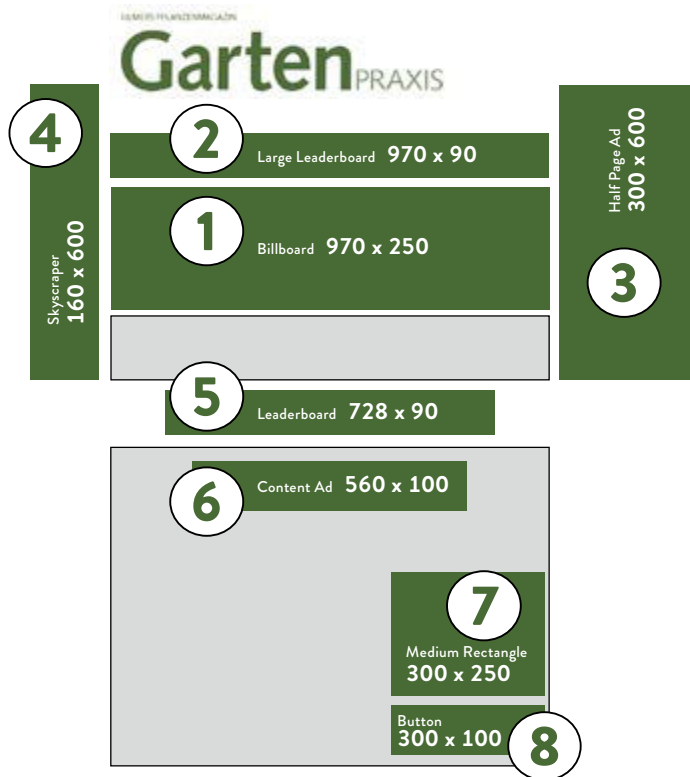 Garten PRAXIS
4
2
Large Leaderboard 970 x 90
Half Page Ad
300 x 600
1
Billboard 970 x 250
Skyscraper
160 x 600
3
5
Leaderboard 728 x 90
6
Content Ad 560 x 100
7
Medium Rectangle
300 x 250
Button
300 x 100
8